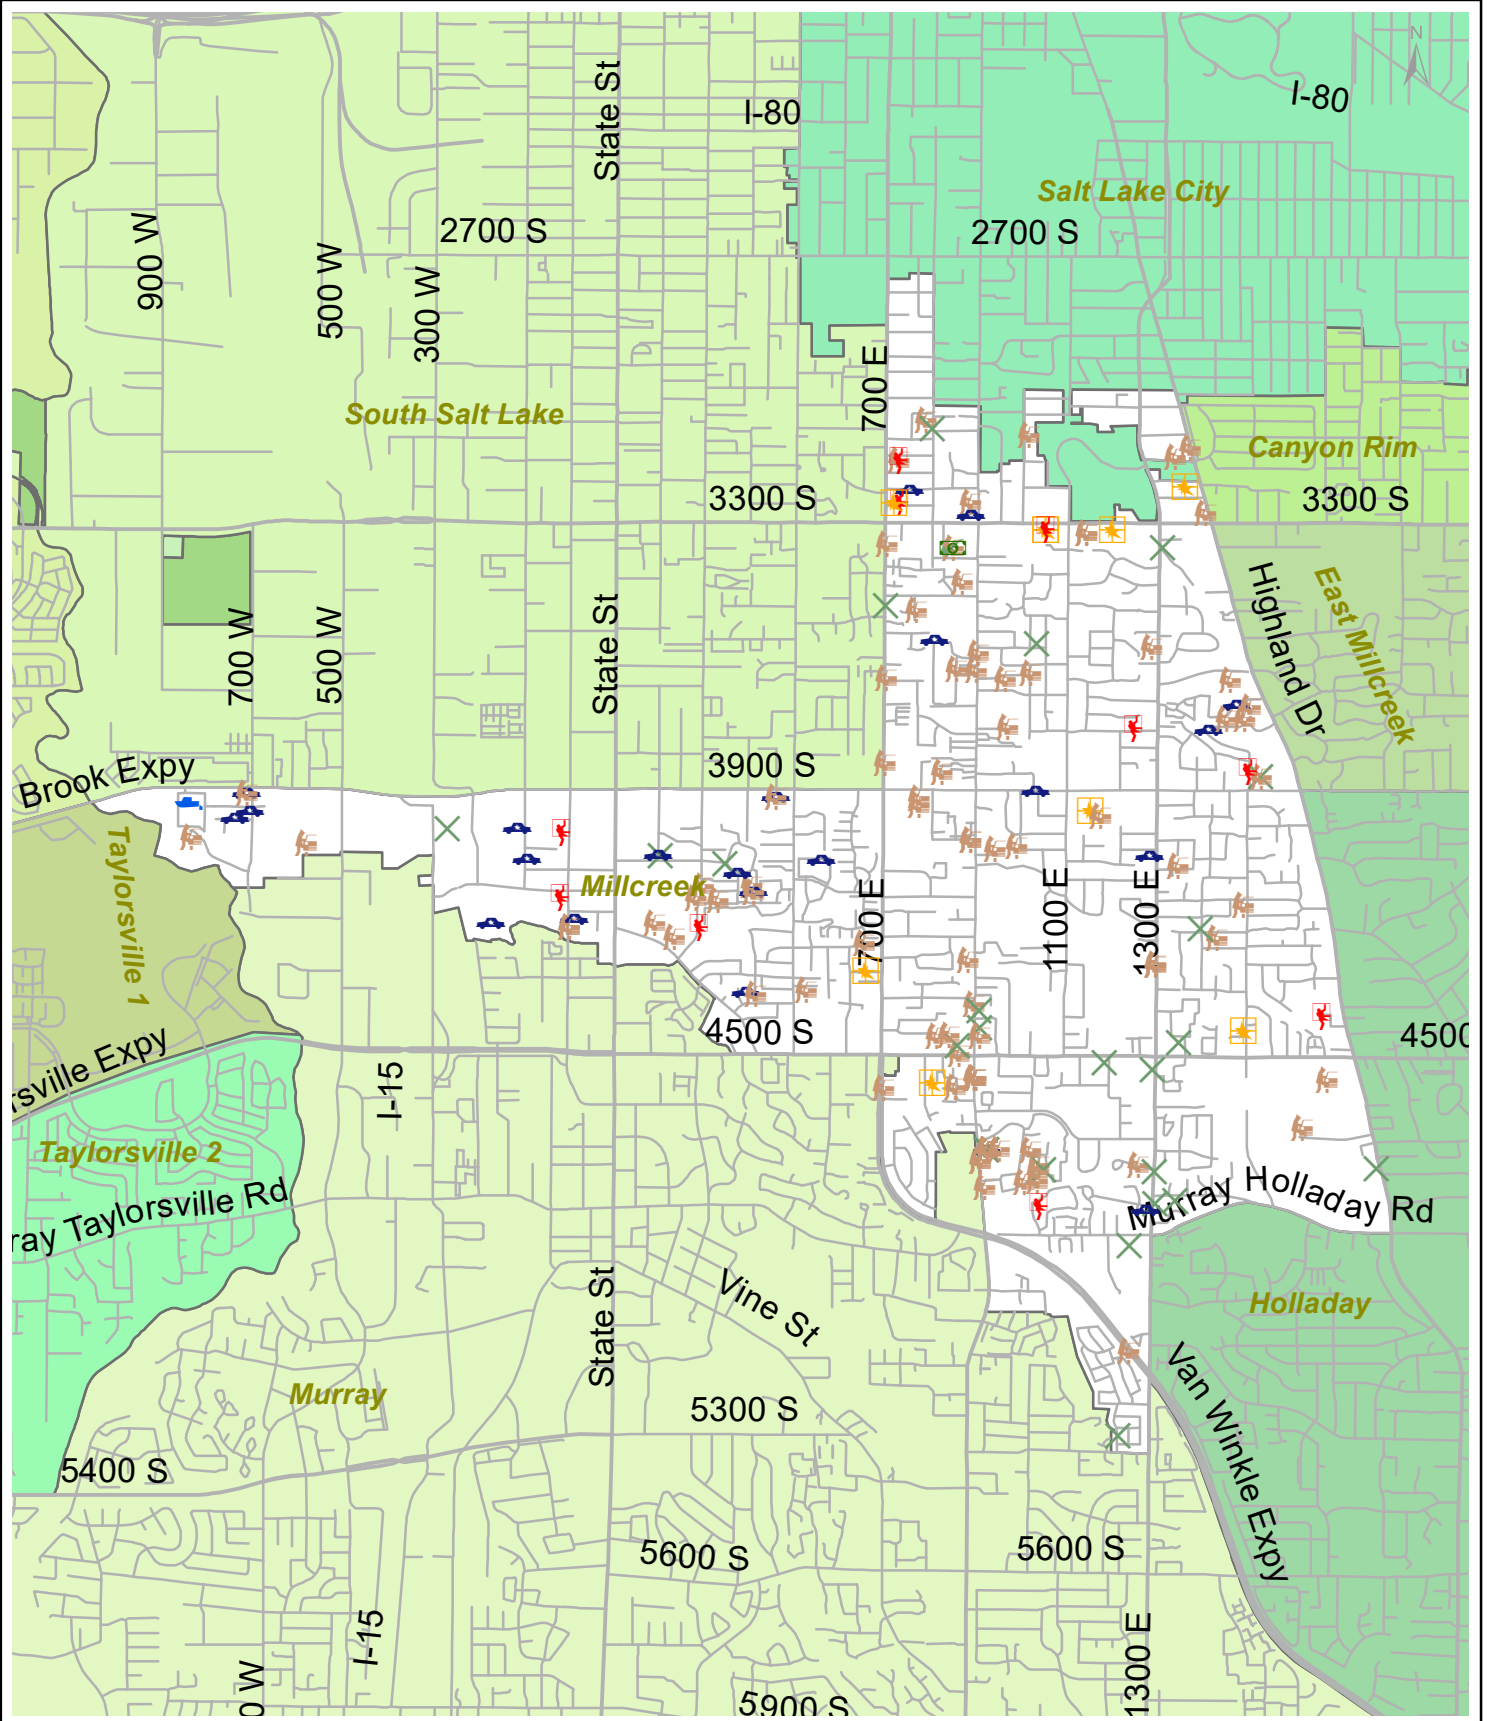 N
I-80
I-80
State St
Salt Lake City
2700 S
2700 S
900 W
500 W
300 W
700 E
South Salt Lake
Canyon Rim
3300 S
3300 S
Highland Dr
East Millcreek
700 W
500 W
State St
Brook Expy
3900 S
Taylorsville 1
Millcreek
700 E
1100 E
1300 E
4500 S
4500
rsville Expy
I-15
Taylorsville 2
ray Taylorsville Rd
Murray Holladay Rd
State St
Vine St
Holladay
Van Winkle Expy
Murray
5300 S
5400 S
5600 S
5600 S
I-15
0 W
1300 E
5900 S